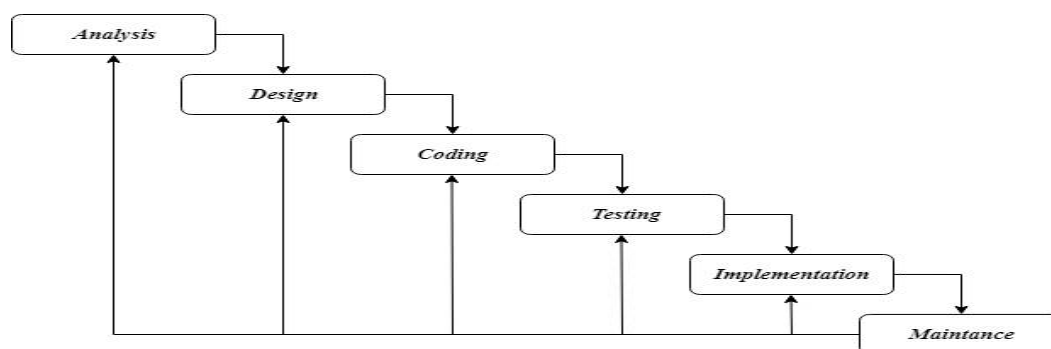 Analysis
Design
Coding
Testing
Implementation
Maintance